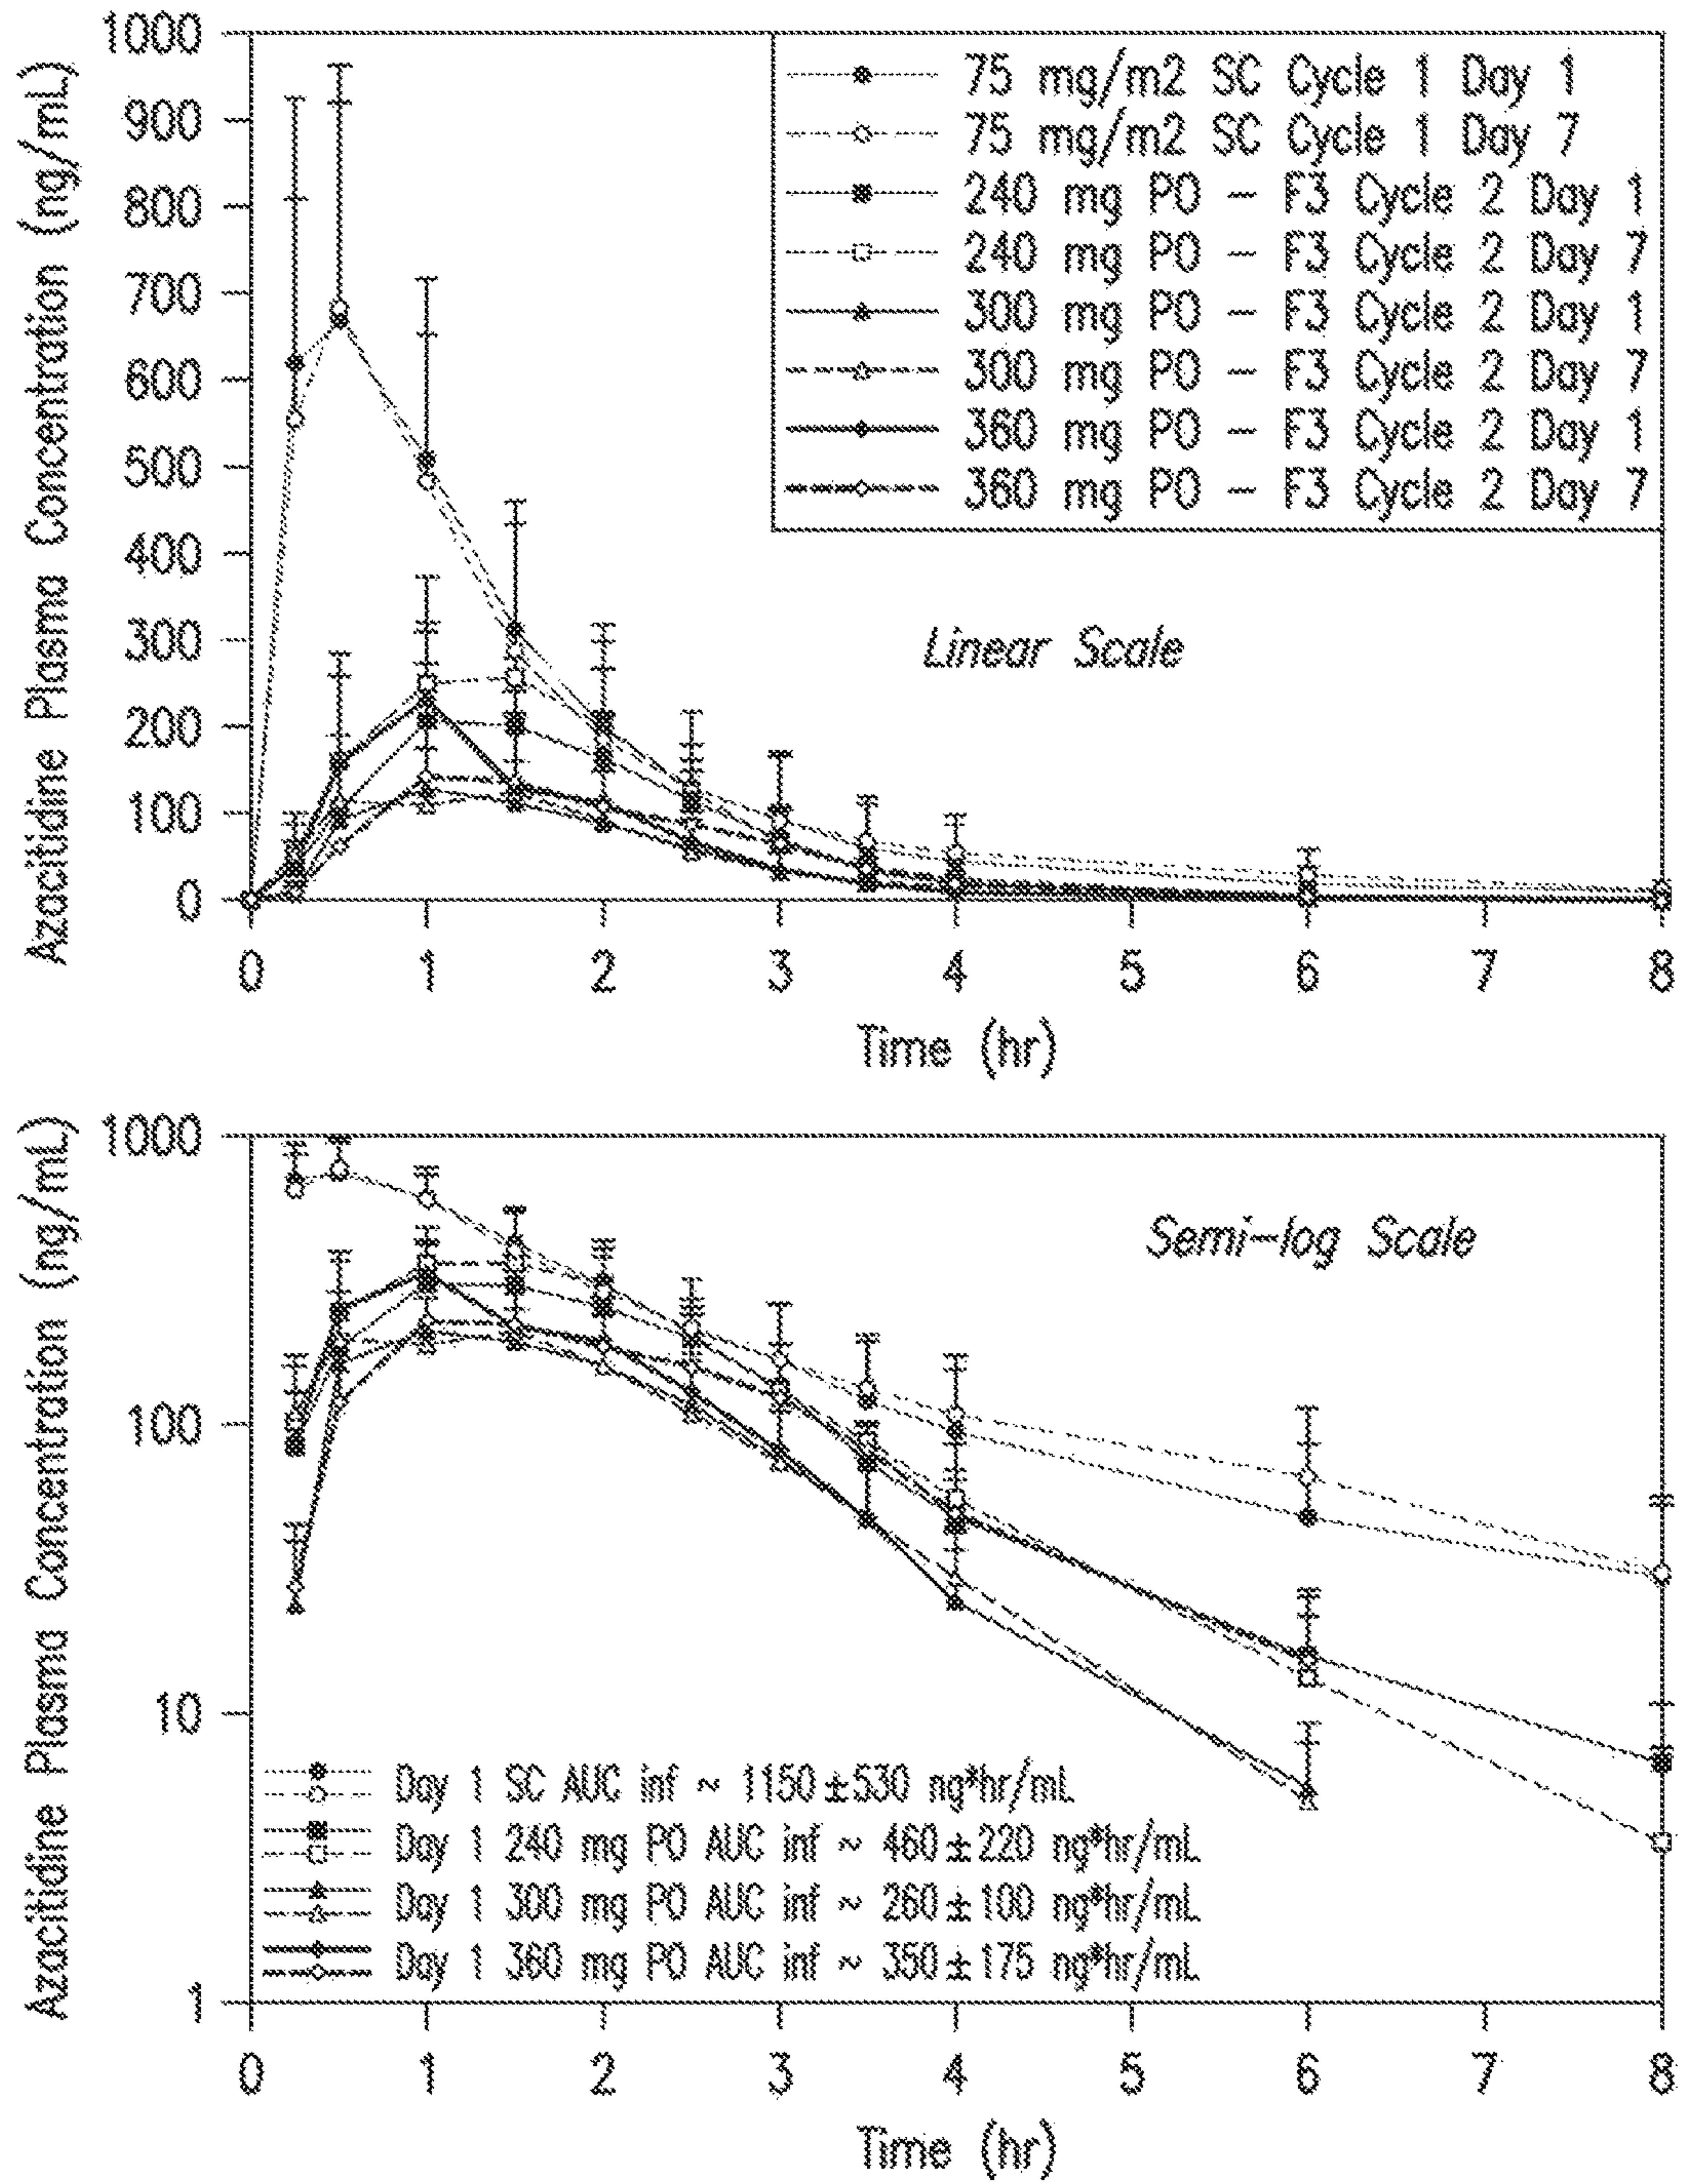 Azacitidine Plasma Concentration (ng/mL)
1000
900
800
700
600
500
400
300
200
100
0
75 mg/m2 SC Cycle 1 Day 1
75 mg/m2 SC Cycle 1 Day 7
240 mg PO – F3 Cycle 2 Day 1
240 mg PO – F3 Cycle 2 Day 7
300 mg PO – F3 Cycle 2 Day 1
300 mg PO – F3 Cycle 2 Day 7
360 mg PO – F3 Cycle 2 Day 1
360 mg PO – F3 Cycle 2 Day 7
Linear Scale
0 1 2 3 4 5 6 7 8
Time (hr)
Azacitidine Plasma Concentration (ng/mL)
1000
100
10
1
Semi-log Scale
Day 1 SC AUC inf ~ 1150±530 ng*hr/mL
Day 1 240 mg PO AUC inf ~ 460±220 ng*hr/mL
Day 1 300 mg PO AUC inf ~ 260±100 ng*hr/mL
Day 1 360 mg PO AUC inf ~ 350±175 ng*hr/mL
0 1 2 3 4 5 6 7 8
Time (hr)